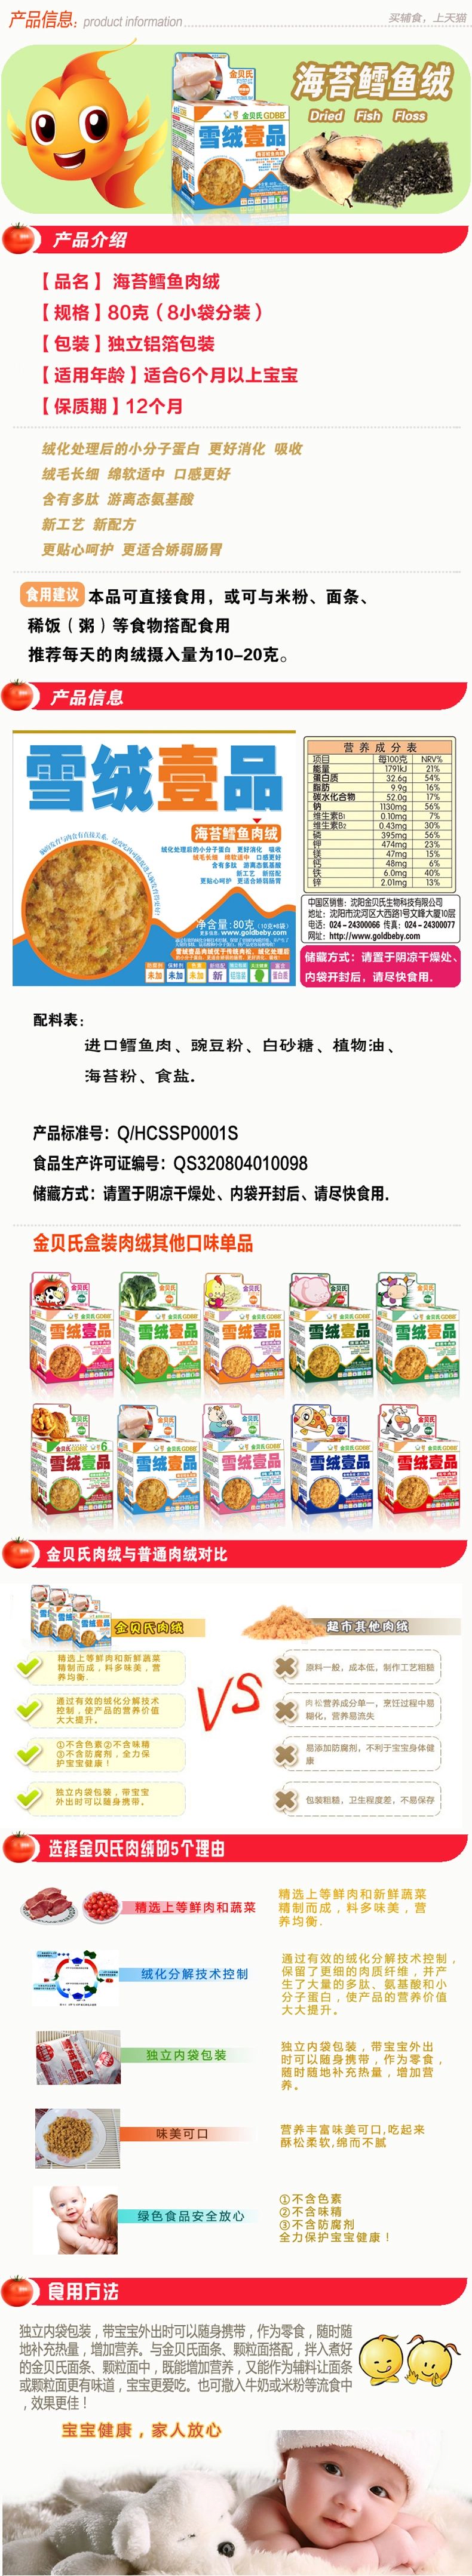 产品信息: product information
买辅食，上天猫
金贝氏
金贝氏 GDBB
雪绒壹品
海苔鳕鱼绒
Dried Fish Floss
产品介绍
【品名】海苔鳕鱼肉绒
【规格】80克（8小袋分装）
【包装】独立铝箔包装
【适用年龄】适合6个月以上宝宝
【保质期】12个月
绒化处理后的小分子蛋白 更好消化 吸收
绒毛长细 绵软适中 口感更好
含有多肽 游离态氨基酸
新工艺 新配方
更贴心呵护 更适合娇弱肠胃
食用建议 本品可直接食用，或可与米粉、面条、
稀饭（粥）等食物搭配食用
推荐每天的肉绒摄入量为10-20克。
产品信息
雪绒壹品
海苔鳕鱼肉绒
绒化处理后的小分子蛋白 更好消化 吸收
绒毛长细 绵软适中 口感更好
含有多肽 游离态氨基酸
新工艺 新搭配
更贴心呵护 更适合娇弱肠胃
净含量:80克（10克*8袋）
www.goldbeby.com
营养成分表
项目 每100克 NRV%
能量 1791kJ 21%
蛋白质 32.6g 54%
脂肪 9.9g 16%
碳水化合物 52.0g 17%
钠 1130mg 56%
维生素B1 0.10mg 7%
维生素B2 0.43mg 30%
磷 395mg 56%
钾 474mg 23%
镁 47mg 15%
钙 48mg 6%
铁 6.0mg 40%
锌 2.01mg 13%
中国区销售：沈阳金贝氏生物科技有限公司
地址：沈阳市沈河区大西路1号文峰大厦10层
电话：024-24300066 传真：024-24300077
网址：http://www.goldbeby.com
储藏方式：请置于阴凉干燥处、
内袋开封后，请尽快食用.
配料表：
进口鳕鱼肉、豌豆粉、白砂糖、植物油、
海苔粉、食盐.
产品标准号：Q/HCSSP0001S
食品生产许可证编号：QS320804010098
储藏方式：请置于阴凉干燥处、内袋开封后、请尽快食用.
金贝氏盒装肉绒其他口味单品
雪绒壹品 雪绒壹品 雪绒壹品 雪绒壹品 雪绒壹品
雪绒壹品 雪绒壹品 雪绒壹品 雪绒壹品 雪绒壹品
金贝氏肉绒与普通肉绒对比
金贝氏肉绒
超市其他肉绒
VS
精选上等鲜肉和新鲜蔬菜
精制而成，料多味美，营
养均衡.
原料一般，成本低，制作工艺粗糙
通过有效的绒化分解技术
控制，使产品的营养价值
大大提升。
肉松营养成分单一，烹饪过程中易
糊化，营养易流失
①不含色素②不含味精
③不含防腐剂，全力保
护宝宝健康！
易添加防腐剂，不利于宝宝身体健
康
独立内袋包装，带宝宝
外出时可以随身携带。
包装粗糙，卫生程度差，不易保存
选择金贝氏肉绒的5个理由
精选上等鲜肉和蔬菜
精选上等鲜肉和新鲜蔬菜
精制而成，料多味美，营
养均衡.
绒化分解技术控制
通过有效的绒化分解技术控制，
保留了更细的肉质纤维，并产
生了大量的多肽、氨基酸和小
分子蛋白，使产品的营养价值
大大提升。
独立内袋包装
独立内袋包装，带宝宝外出
时可以随身携带，作为零食，
随时随地补充热量，增加营
养。
味美可口
营养丰富味美可口,吃起来
酥松柔软,绵而不腻
绿色食品安全放心
①不含色素
②不含味精
③不含防腐剂
全力保护宝宝健康！
食用方法
独立内袋包装，带宝宝外出时可以随身携带，作为零食，随时随
地补充热量，增加营养。与金贝氏面条、颗粒面搭配，拌入煮好
的金贝氏面条、颗粒面中，既能增加营养，又能作为辅料让面条
或颗粒面更有味道，宝宝更爱吃。也可撒入牛奶或米粉等流食中
，效果更佳！
宝宝健康，家人放心